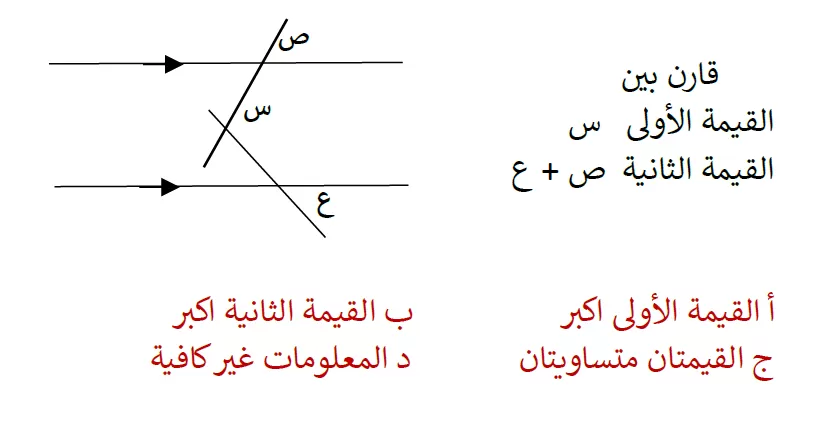 ص
س
ع
قارن بين
القيمة الأولى س
القيمة الثانية ص + ع
أ القيمة الأولى اكبر
ب القيمة الثانية اكبر
ج القيمتان متساويتان
د المعلومات غير كافية